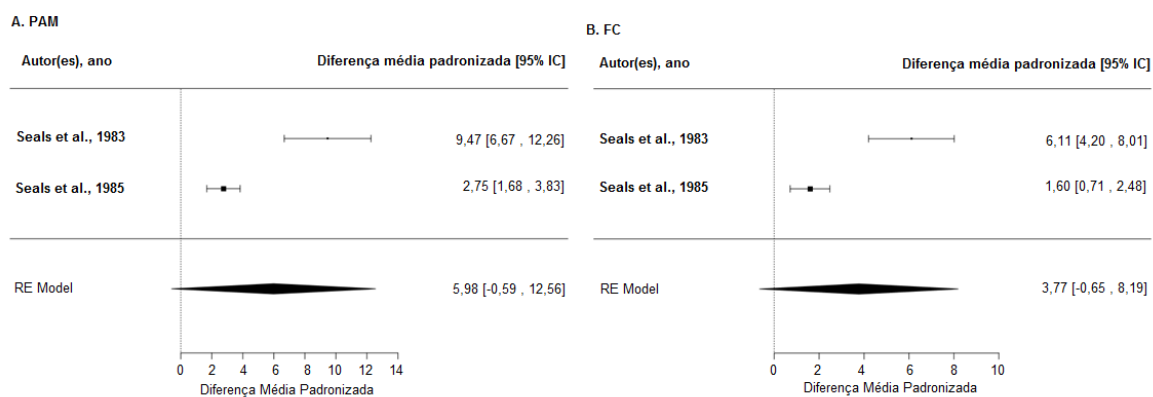 A. PAM
Autor(es), ano Diferença média padronizada [95% IC]
Seals et al., 1983 9,47 [6,67 , 12,26]
Seals et al., 1985 2,75 [1,68 , 3,83]
RE Model 5,98 [-0,59 , 12,56]
0 2 4 6 8 10 12 14
Diferença Média Padronizada
B. FC
Autor(es), ano Diferença média padronizada [95% IC]
Seals et al., 1983 6,11 [4,20 , 8,01]
Seals et al., 1985 1,60 [0,71 , 2,48]
RE Model 3,77 [-0,65 , 8,19]
0 2 4 6 8 10
Diferença Média Padronizada